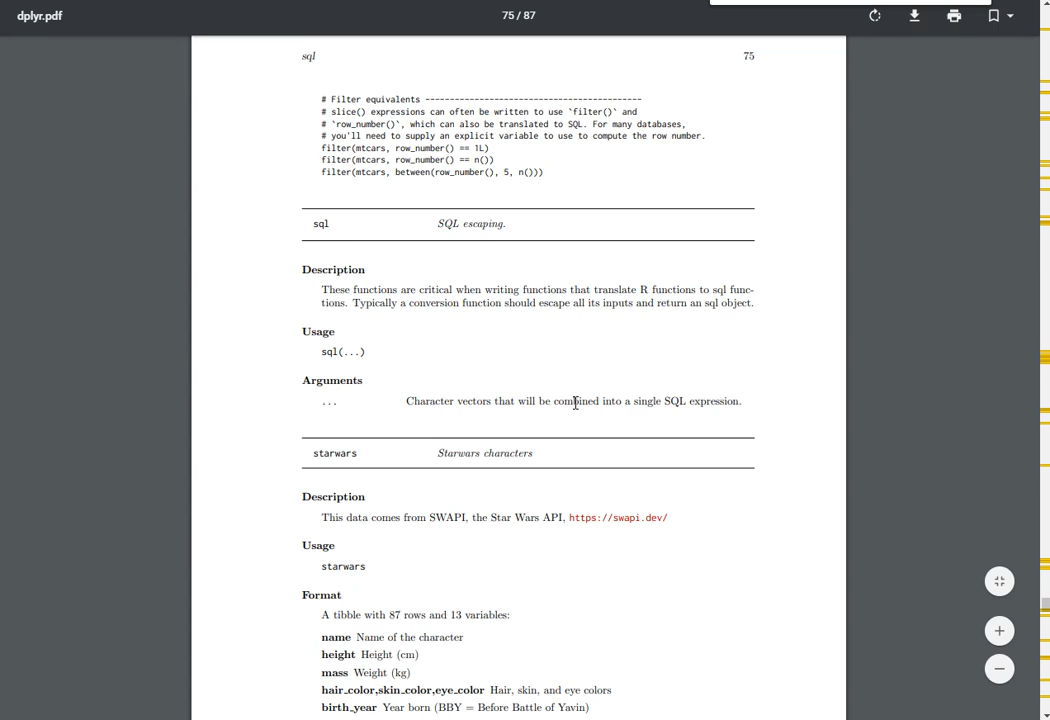 dplyr.pdf
75 / 87
sql 75
# Filter equivalents --------------------------------------------
# slice() expressions can often be written to use `filter()` and
# `row_number()`, which can also be translated to SQL. For many databases,
# you'll need to supply an explicit variable to use to compute the row number.
filter(mtcars, row_number() == 1L)
filter(mtcars, row_number() == n())
filter(mtcars, between(row_number(), 5, n()))
sql SQL escaping.
Description
These functions are critical when writing functions that translate R functions to sql func-
tions. Typically a conversion function should escape all its inputs and return an sql object.
Usage
sql(...)
Arguments
... Character vectors that will be combined into a single SQL expression.
starwars Starwars characters
Description
This data comes from SWAPI, the Star Wars API, https://swapi.dev/
Usage
starwars
Format
A tibble with 87 rows and 13 variables:
name Name of the character
height Height (cm)
mass Weight (kg)
hair_color,skin_color,eye_color Hair, skin, and eye colors
birth_year Year born (BBY = Before Battle of Yavin)